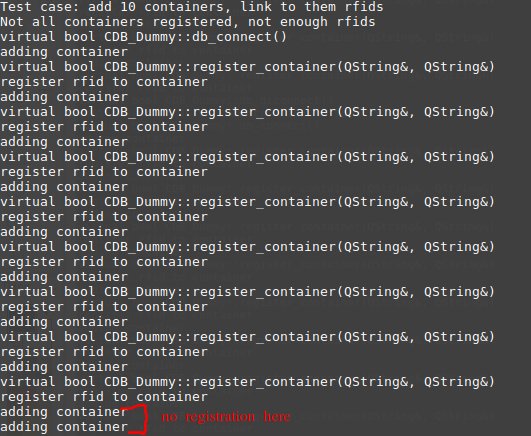 Test case: add 10 containers, link to them rfids
Not all containers registered, not enough rfids
virtual bool CDB_Dummy::db_connect()
adding container
virtual bool CDB_Dummy::register_container(QString&, QString&)
register rfid to container
adding container
virtual bool CDB_Dummy::register_container(QString&, QString&)
register rfid to container
adding container
virtual bool CDB_Dummy::register_container(QString&, QString&)
register rfid to container
adding container
virtual bool CDB_Dummy::register_container(QString&, QString&)
register rfid to container
adding container
virtual bool CDB_Dummy::register_container(QString&, QString&)
register rfid to container
adding container
virtual bool CDB_Dummy::register_container(QString&, QString&)
register rfid to container
adding container
virtual bool CDB_Dummy::register_container(QString&, QString&)
register rfid to container
adding container
virtual bool CDB_Dummy::register_container(QString&, QString&)
register rfid to container
adding container
no registration here
adding container